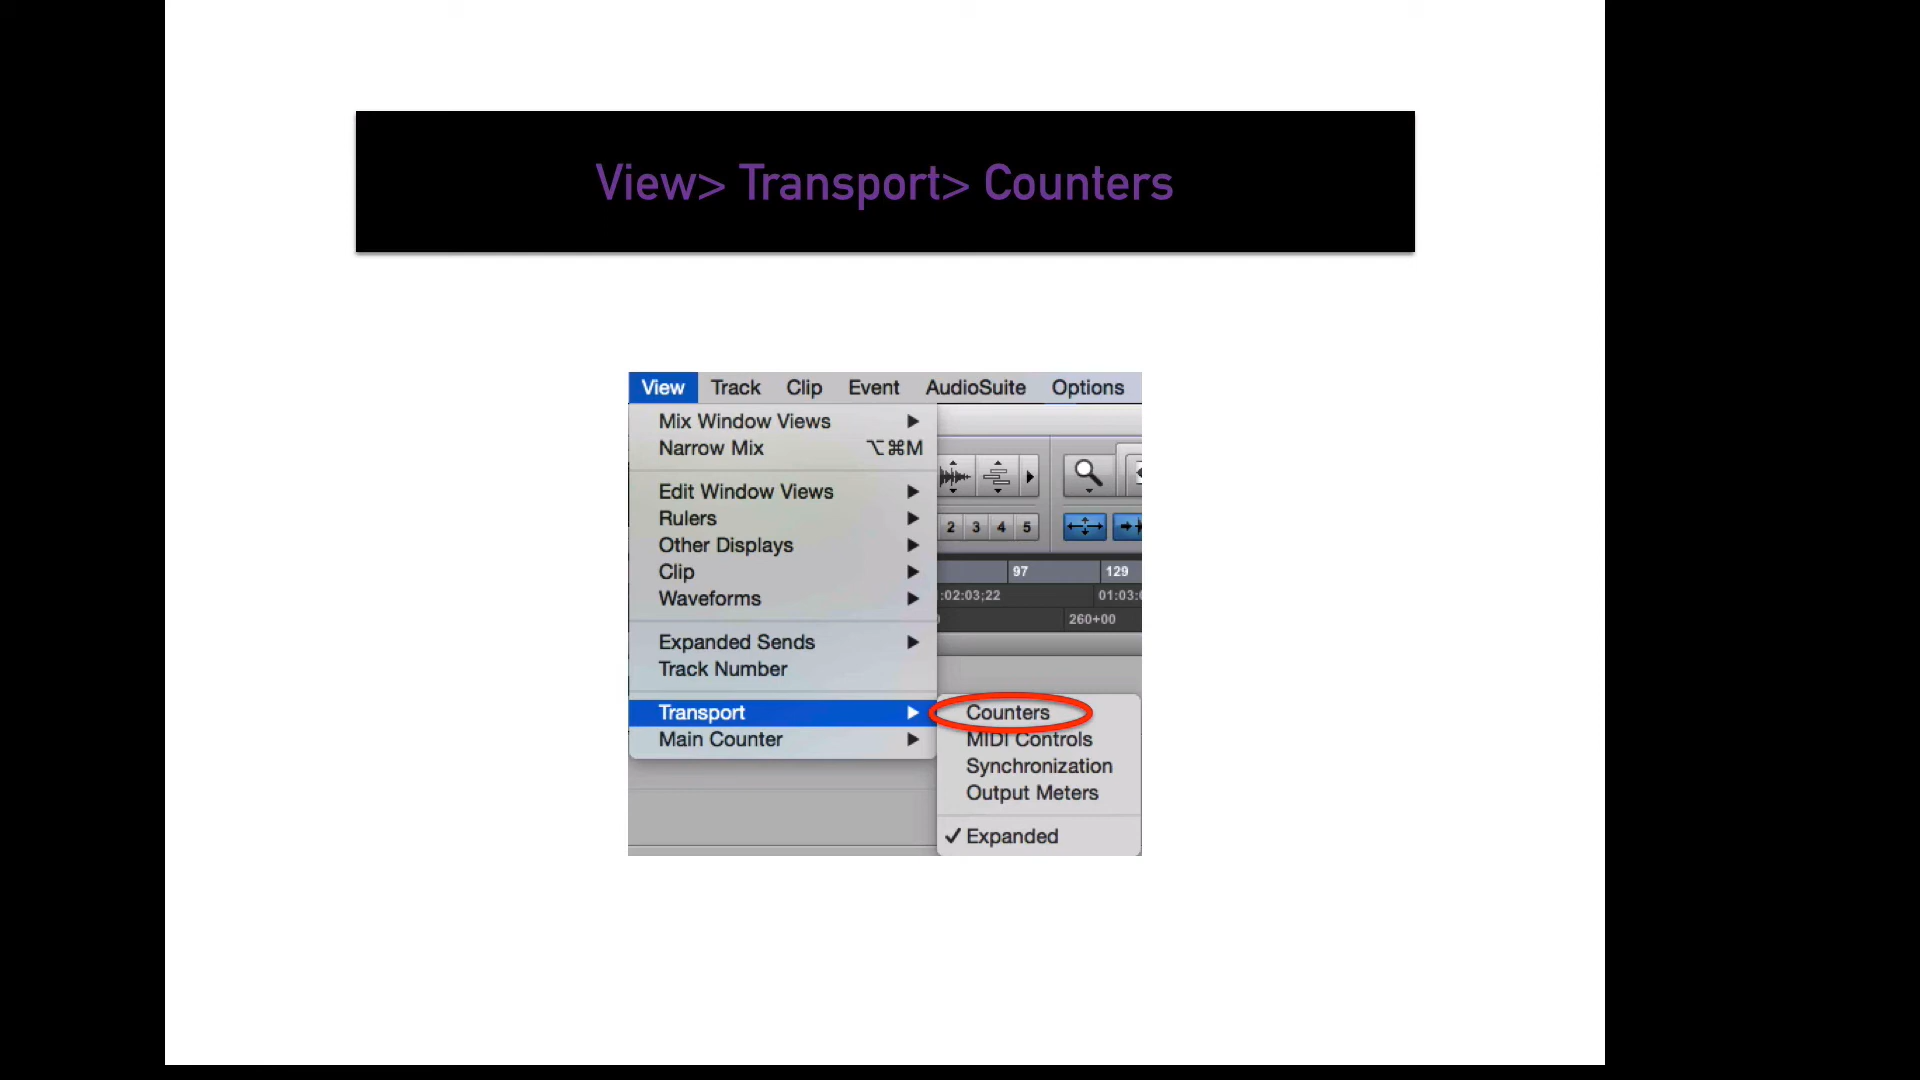 View> Transport> Counters
View Track Clip Event AudioSuite Options
Mix Window Views
Narrow Mix ⌥⌘M
Edit Window Views
Rulers
Other Displays
Clip
Waveforms
Expanded Sends
Track Number
Transport
Main Counter
2 3 4 5
97 129
:02:03;22 01:03:
260+00
Counters
MIDI Controls
Synchronization
Output Meters
✓ Expanded